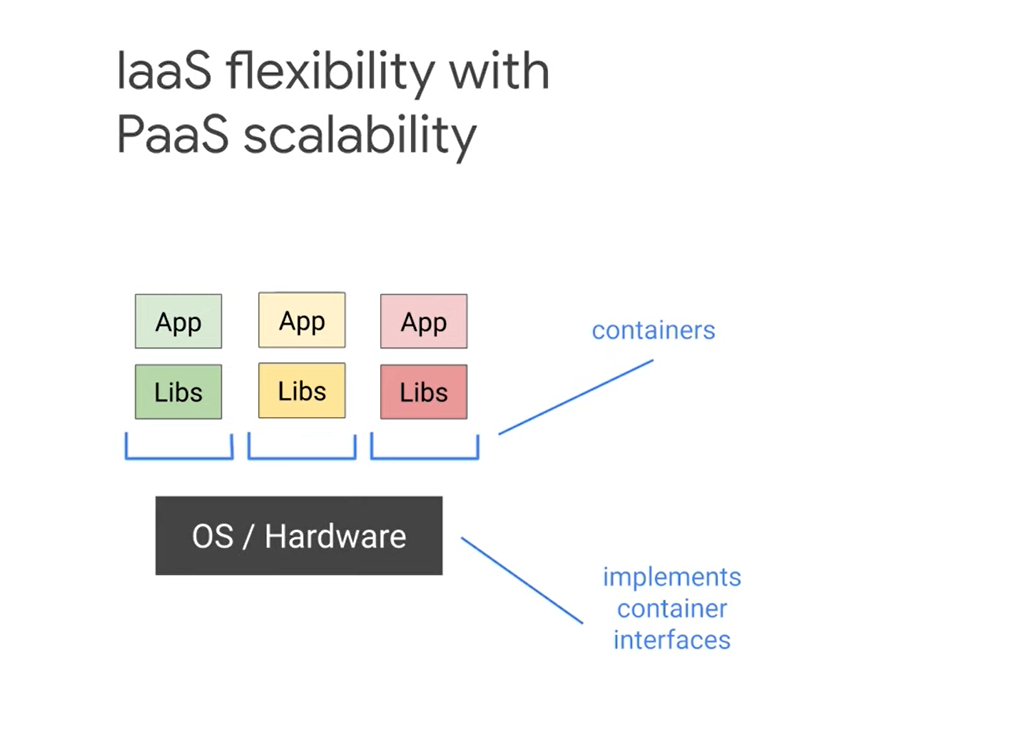 IaaS flexibility with
PaaS scalability
App
App
App
containers
Libs
Libs
Libs
OS / Hardware
implements
container
interfaces